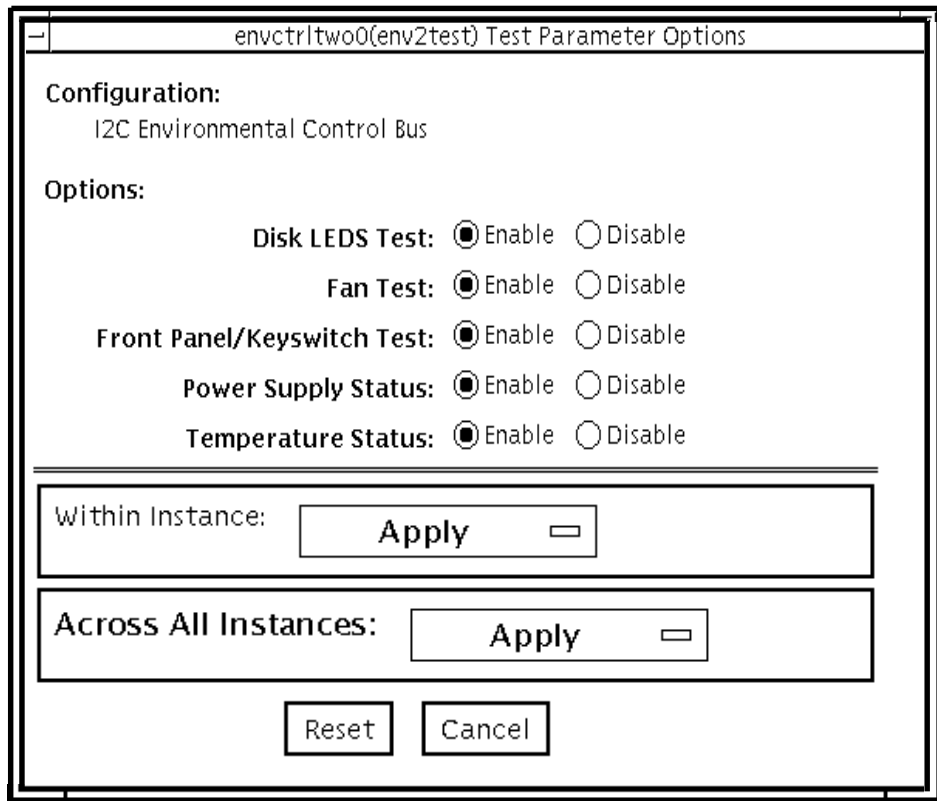 envctrltwo0(env2test) Test Parameter Options
Configuration:
I2C Environmental Control Bus
Options:
Disk LEDS Test: Enable Disable
Fan Test: Enable Disable
Front Panel/Keyswitch Test: Enable Disable
Power Supply Status: Enable Disable
Temperature Status: Enable Disable
Within Instance: Apply
Across All Instances: Apply
Reset Cancel